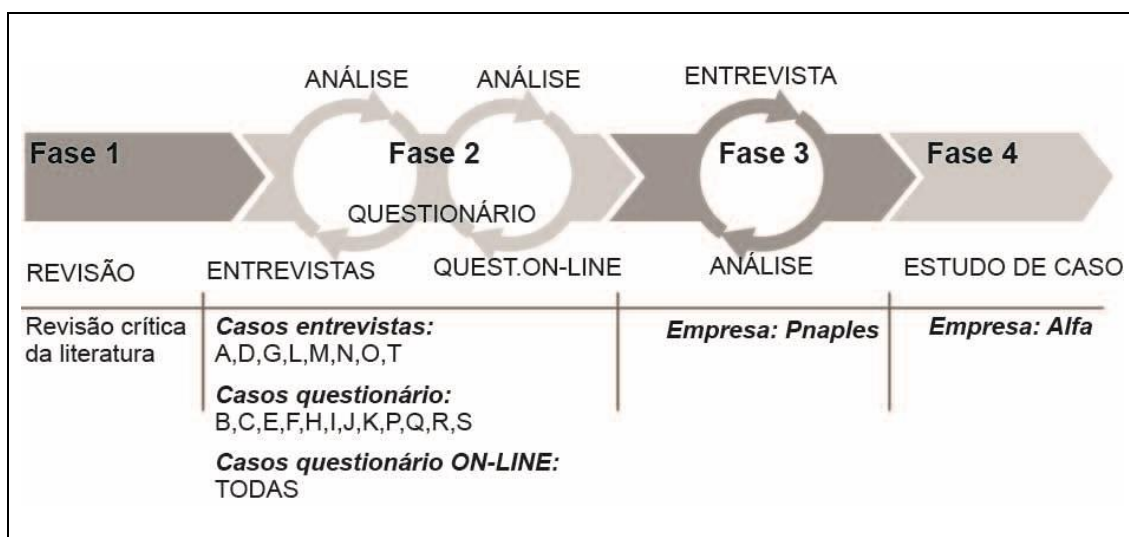 ANÁLISE
ANÁLISE
ENTREVISTA
Fase 1
Fase 2
Fase 3
Fase 4
QUESTIONÁRIO
REVISÃO
ENTREVISTAS
QUEST.ON-LINE
ANÁLISE
ESTUDO DE CASO
Revisão crítica
da literatura
Casos entrevistas:
A,D,G,L,M,N,O,T
Casos questionário:
B,C,E,F,H,I,J,K,P,Q,R,S
Casos questionário ON-LINE:
TODAS
Empresa: Pnaples
Empresa: Alfa